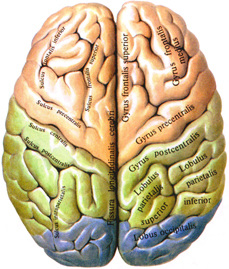 Sulcus frontalis inferior
Sulcus frontalis superior
Gyrus frontalis superior
Gyrus frontalis
medius
Sulcus precentralis
Gyrus precentralis
Sulcus centralis
Sulcus postcentralis
Gyrus postcentralis
Fissura longitudinalis cerebri
Lobulus
parietalis
superior
Lobulus
parietalis
inferior
Lobus occipitalis